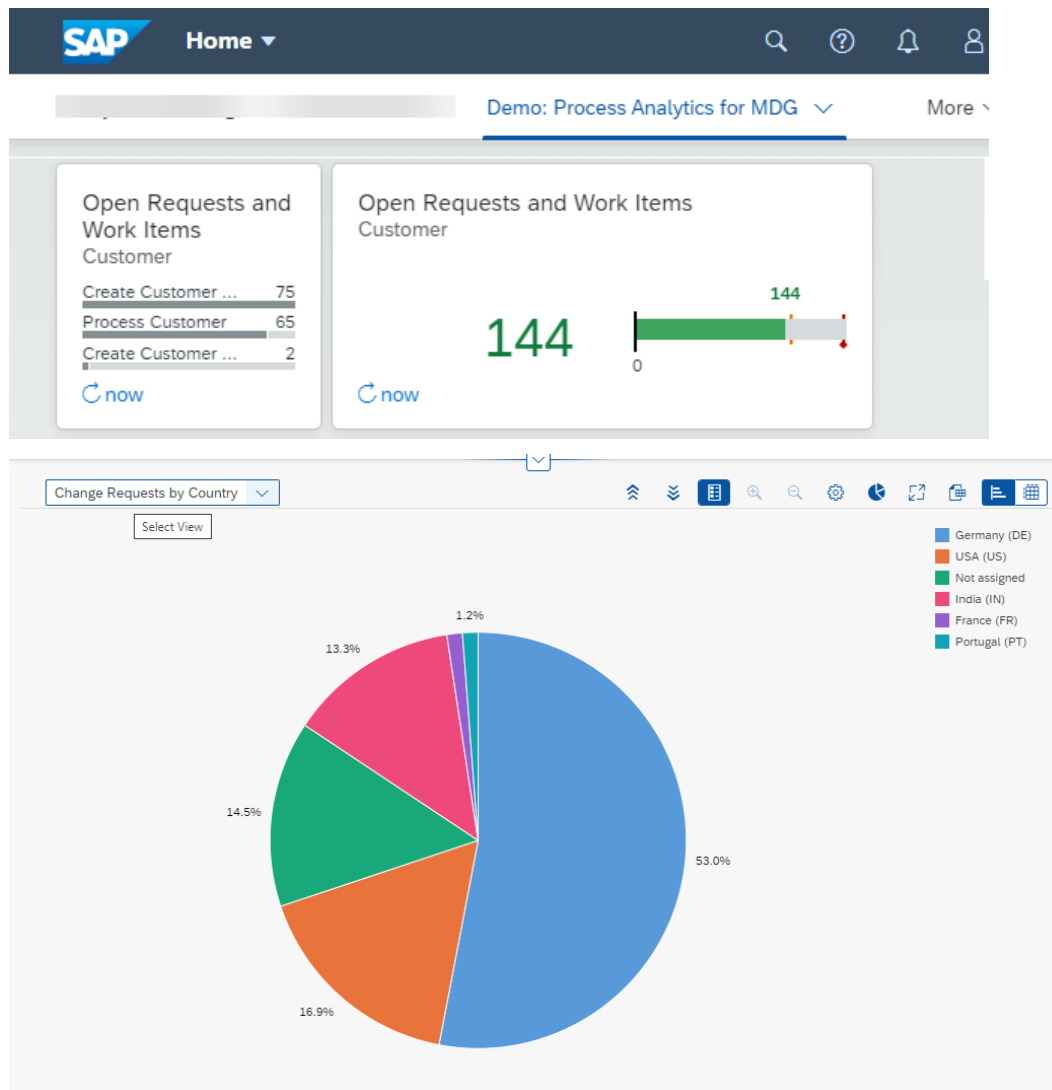 SAP Home
Demo: Process Analytics for MDG
More
Open Requests and
Work Items
Customer
Create Customer ... 75
Process Customer 65
Create Customer ... 2
now
Open Requests and Work Items
Customer
144
144
0
now
Change Requests by Country
Select View
Germany (DE)
USA (US)
Not assigned
India (IN)
France (FR)
Portugal (PT)
1.2%
13.3%
14.5%
53.0%
16.9%